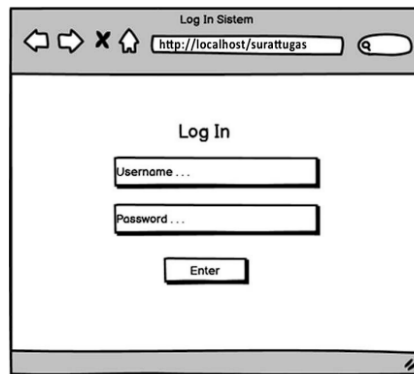 Log In Sistem
http://localhost/surattugas
Log In
Username . . .
Password . . .
Enter